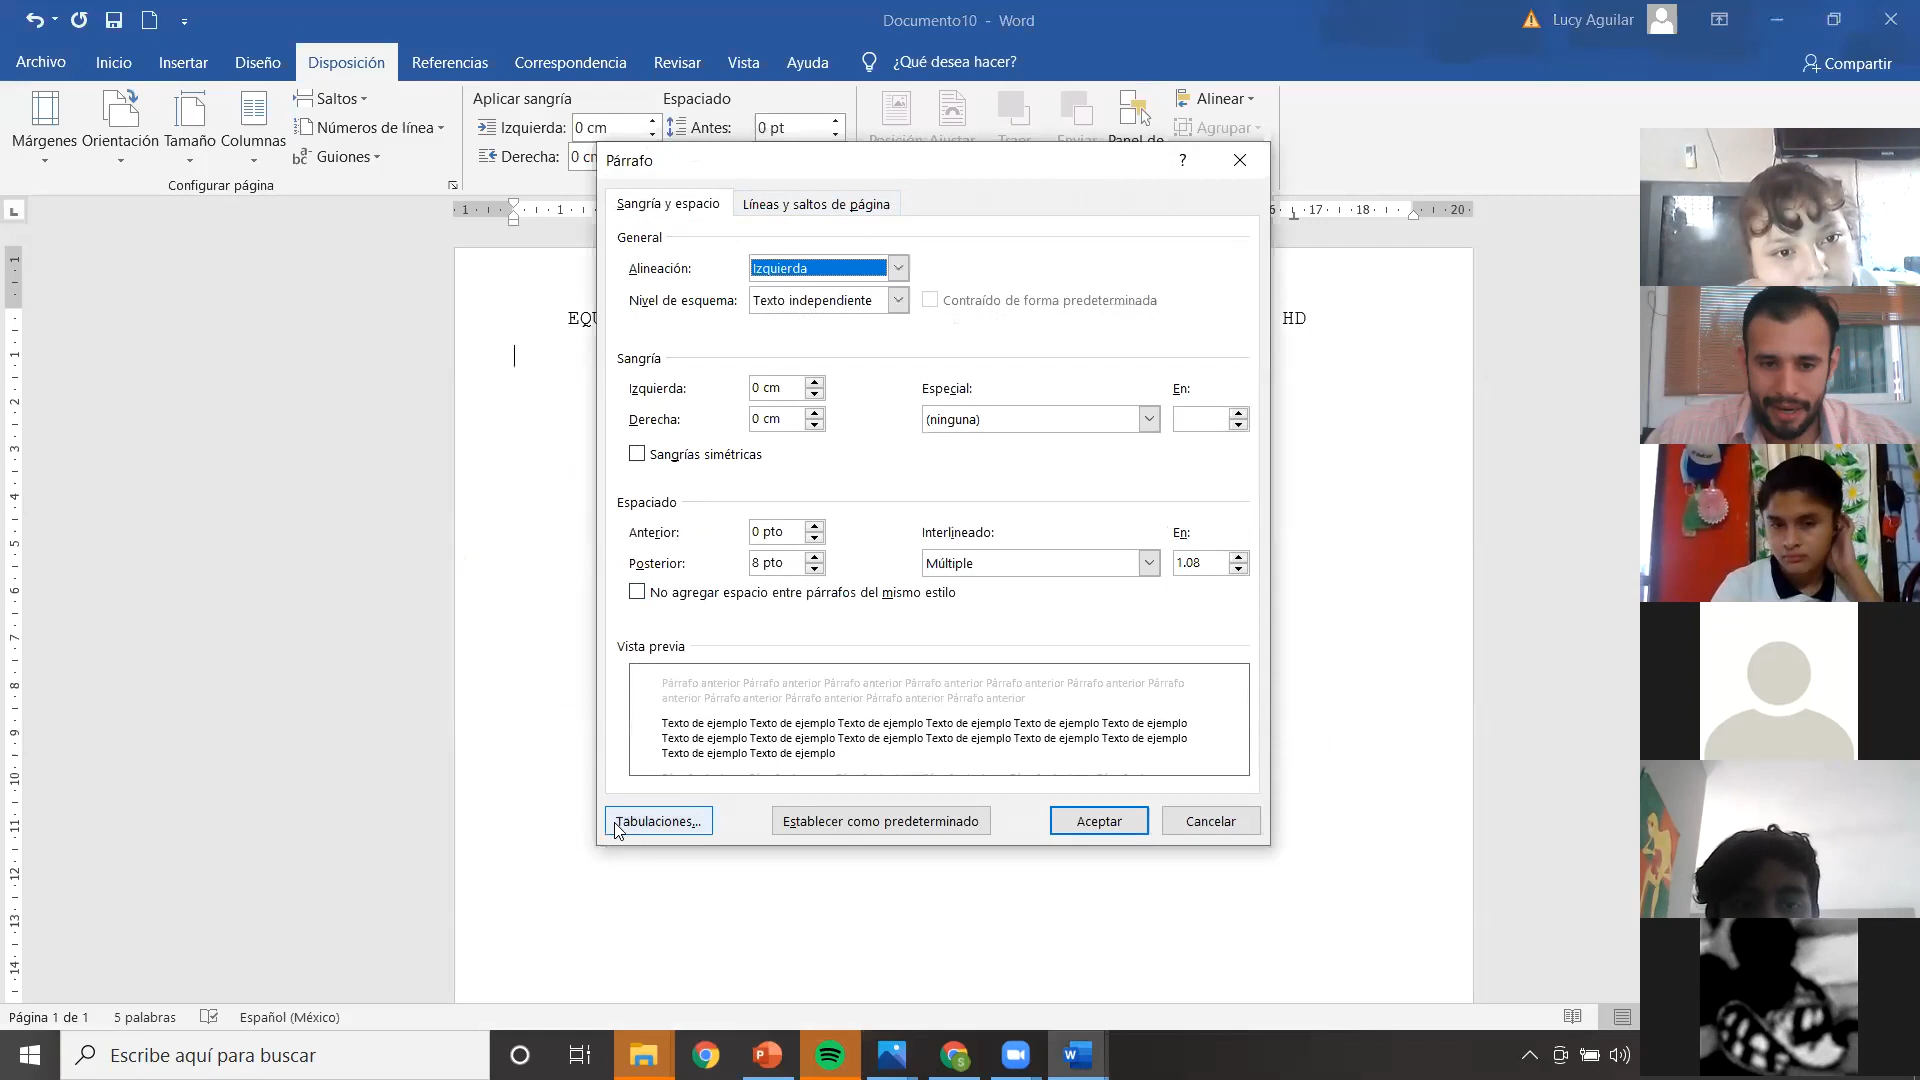 Documento10 - Word
Lucy Aguilar
Archivo Inicio Insertar Diseño Disposición Referencias Correspondencia Revisar Vista Ayuda ¿Qué desea hacer? Compartir
Márgenes Orientación Tamaño Columnas
Saltos
Números de línea
Guiones
Configurar página
Aplicar sangría Espaciado
Izquierda: 0 cm Antes: 0 pt
Derecha: 0 cm
Panel de
Alinear
Agrupar
Párrafo
Sangría y espacio Líneas y saltos de página
General
Alineación: Izquierda
Nivel de esquema: Texto independiente Contraído de forma predeterminada
Sangría
Izquierda: 0 cm Especial: En:
Derecha: 0 cm (ninguna)
Sangrías simétricas
Espaciado
Anterior: 0 pto Interlineado: En:
Posterior: 8 pto Múltiple 1.08
No agregar espacio entre párrafos del mismo estilo
Vista previa
Párrafo anterior Párrafo anterior Párrafo anterior Párrafo anterior Párrafo anterior Párrafo anterior Párrafo
anterior Párrafo anterior Párrafo anterior Párrafo anterior Párrafo anterior
Texto de ejemplo Texto de ejemplo Texto de ejemplo Texto de ejemplo Texto de ejemplo Texto de ejemplo
Texto de ejemplo Texto de ejemplo Texto de ejemplo Texto de ejemplo Texto de ejemplo Texto de ejemplo
Texto de ejemplo Texto de ejemplo
Tabulaciones... Establecer como predeterminado Aceptar Cancelar
EQU
HD
Página 1 de 1 5 palabras Español (México)
Escribe aquí para buscar